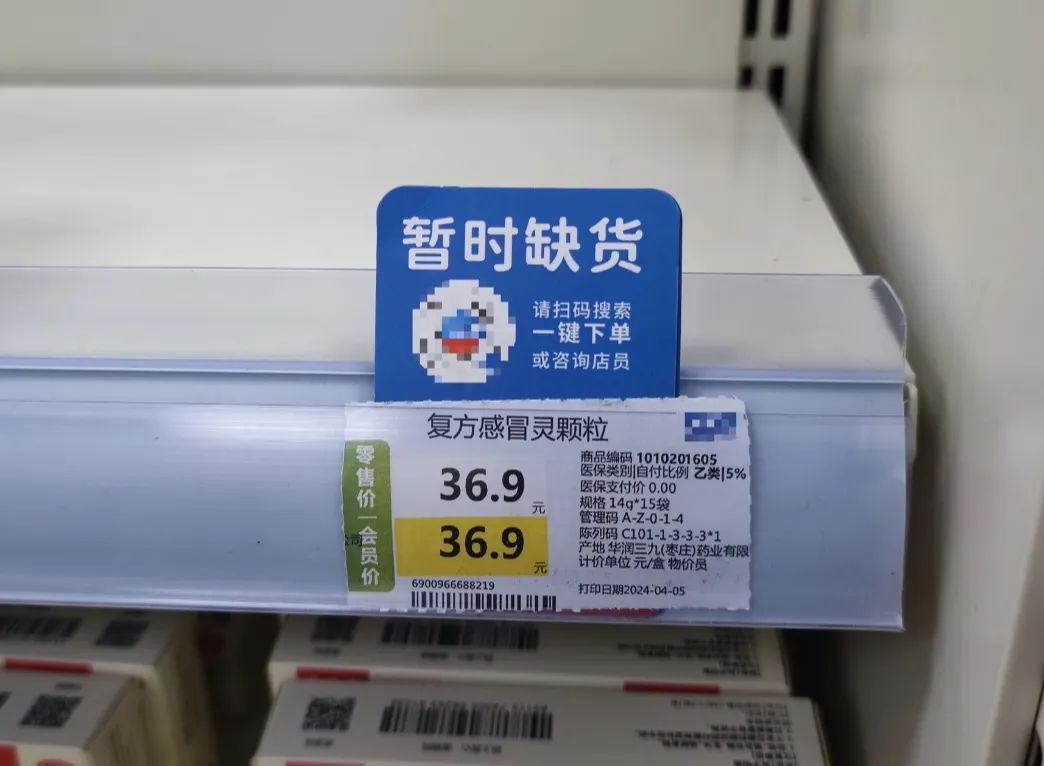 暂时缺货
请扫码搜索
一键下单
或咨询店员
复方感冒灵颗粒
零售价
会员价
36.9
元
36.9
元
6900966688219
商品编码 1010201605
医保类别|自付比例 乙类|5%
医保支付价 0.00
规格 14g*15袋
管理码 A-Z-0-1-4
陈列码 C101-1-3-3-3*1
产地 华润三九(枣庄)药业有限
公司
计价单位 元/盒 物价员
打印日期2024-04-05